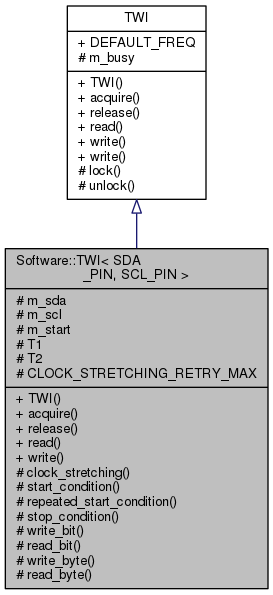 TWI
+ DEFAULT_FREQ
# m_busy
+ TWI()
+ acquire()
+ release()
+ read()
+ write()
+ write()
# lock()
# unlock()
Software::TWI< SDA
_PIN, SCL_PIN >
# m_sda
# m_scl
# m_start
# T1
# T2
# CLOCK_STRETCHING_RETRY_MAX
+ TWI()
+ acquire()
+ release()
+ read()
+ write()
# clock_stretching()
# start_condition()
# repeated_start_condition()
# stop_condition()
# write_bit()
# read_bit()
# write_byte()
# read_byte()